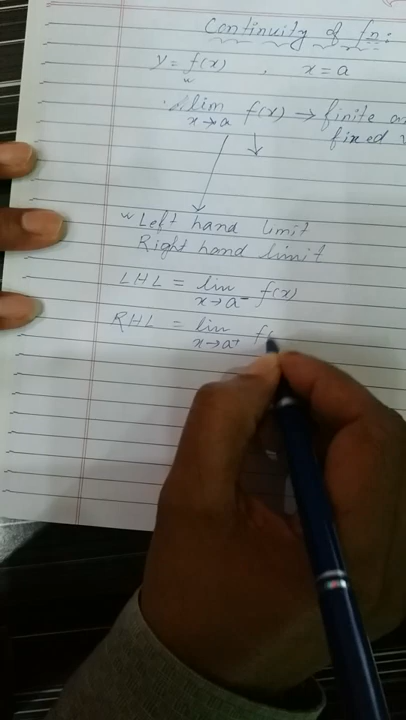 Continuity of fn:
y = f(x) , x = a
lim x→a f(x) → finite
fixed
Left hand limit
Right hand limit
LHL = lim x→a⁻ f(x)
RHL = lim x→a⁺ f(